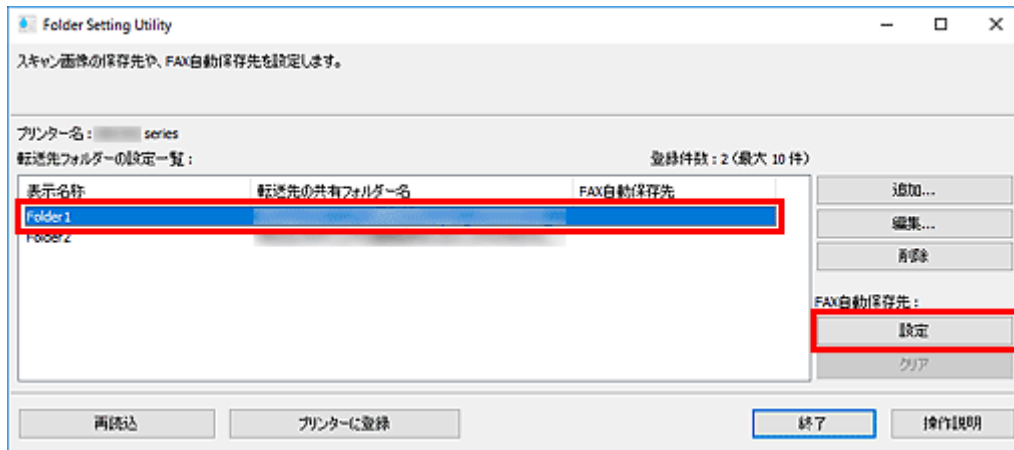 Folder Setting Utility
スキャン画像の保存先や、FAX自動保存先を設定します。
プリンター名： series
転送先フォルダーの設定一覧： 登録件数：2（最大 10 件）
表示名称 転送先の共有フォルダー名 FAX自動保存先
Folder1
Folder2
追加...
編集...
削除
FAX自動保存先：
設定
クリア
再読込 プリンターに登録 終了 操作説明